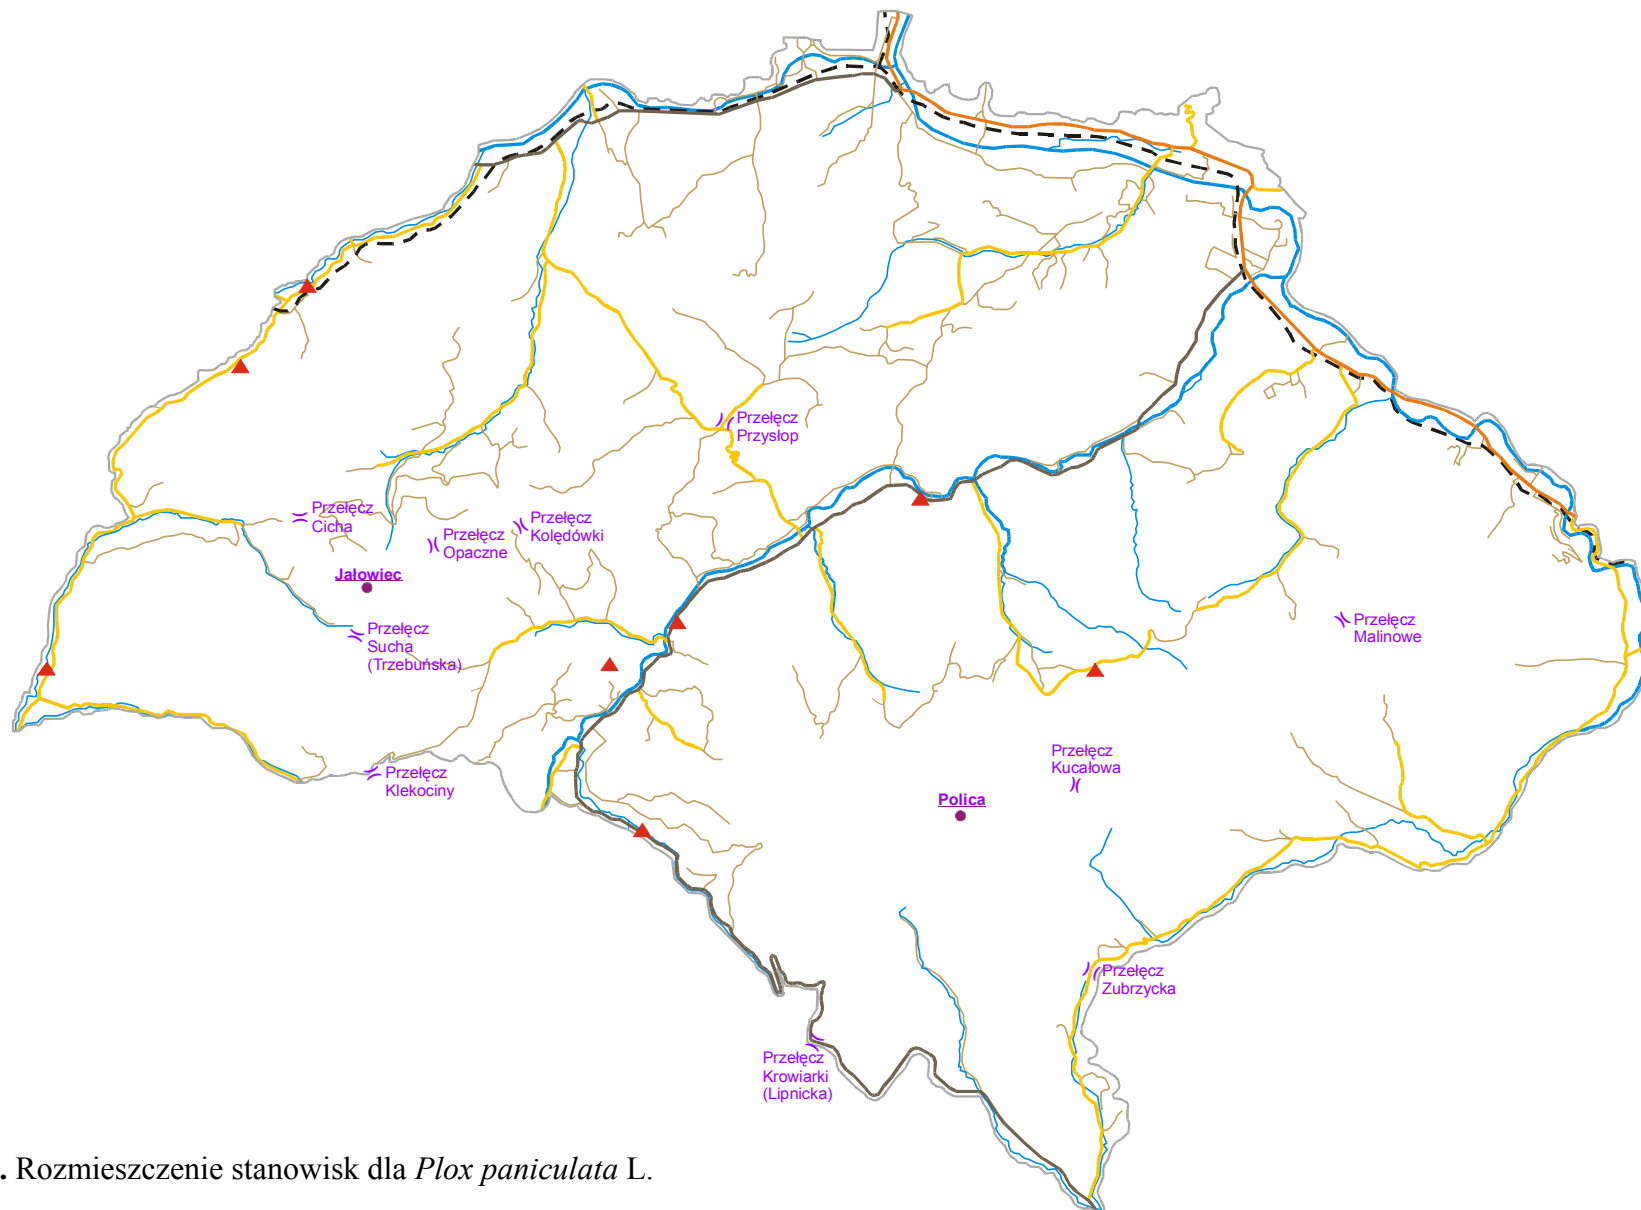 Przełęcz
Przysłop
Przełęcz
Cicha
Przełęcz
Kolędówki
Przełęcz
Opaczne
Jałowiec
Przełęcz
Sucha
(Trzebuńska)
Przełęcz
Malinowe
Przełęcz
Klekociny
Przełęcz
Kucałowa
Polica
Przełęcz
Zubrzycka
Przełęcz
Krowiarki
(Lipnicka)
. Rozmieszczenie stanowisk dla Plox paniculata L.